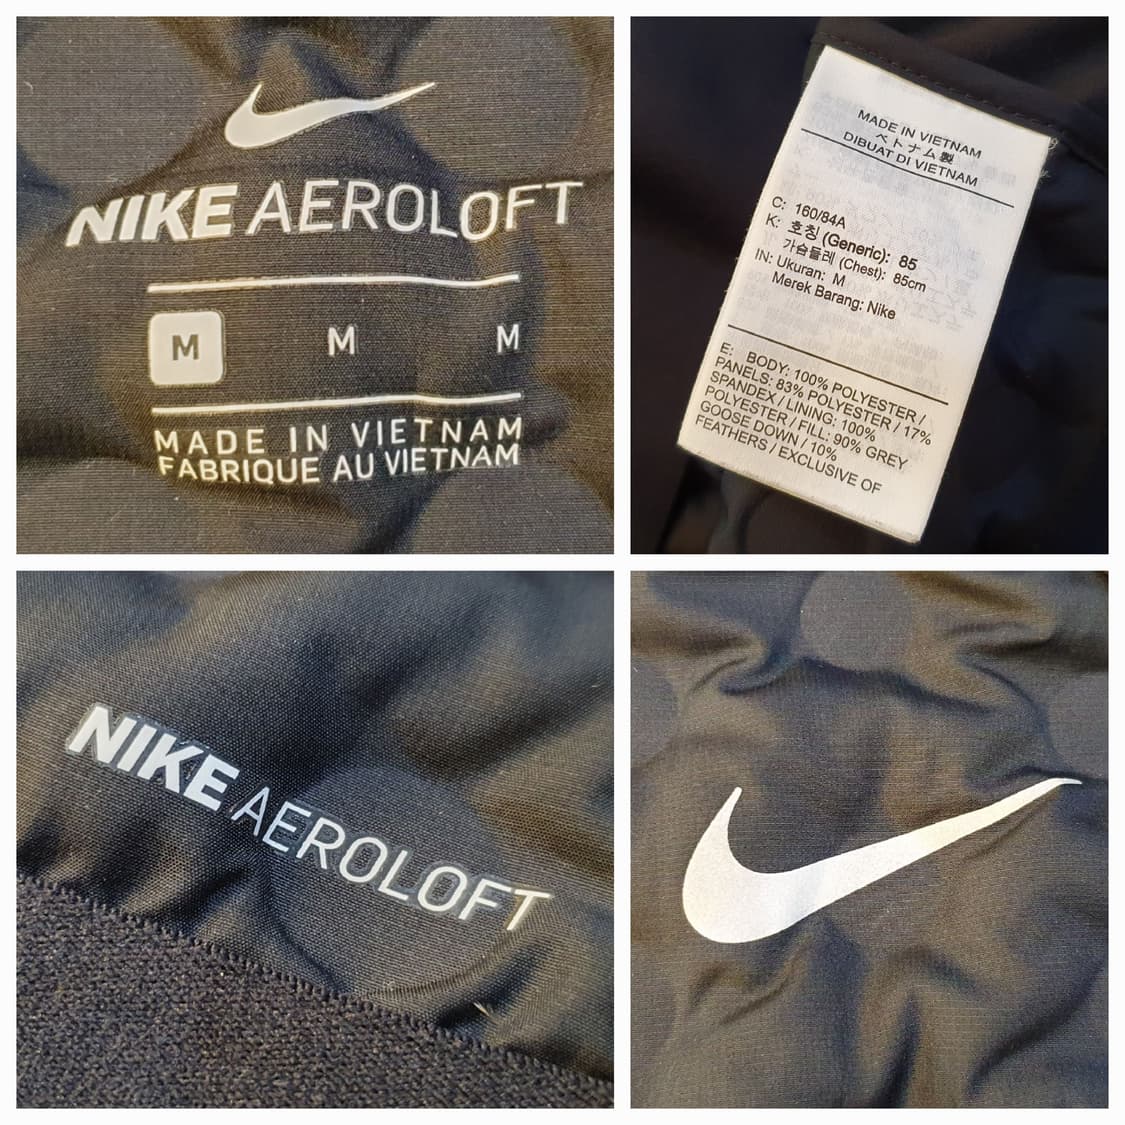 NIKE AEROLOFT
M M M
MADE IN VIETNAM
FABRIQUE AU VIETNAM
MADE IN VIETNAM
ベトナム製
DIBUAT DI VIETNAM
C: 160/84A
K: 호칭 (Generic): 85
가슴둘레 (Chest): 85cm
IN: Ukuran: M
Merek Barang: Nike
E: BODY: 100% POLYESTER /
PANELS: 83% POLYESTER / 17%
SPANDEX / LINING: 100%
POLYESTER / FILL: 90% GREY
GOOSE DOWN / 10%
FEATHERS / EXCLUSIVE OF
NIKE AEROLOFT